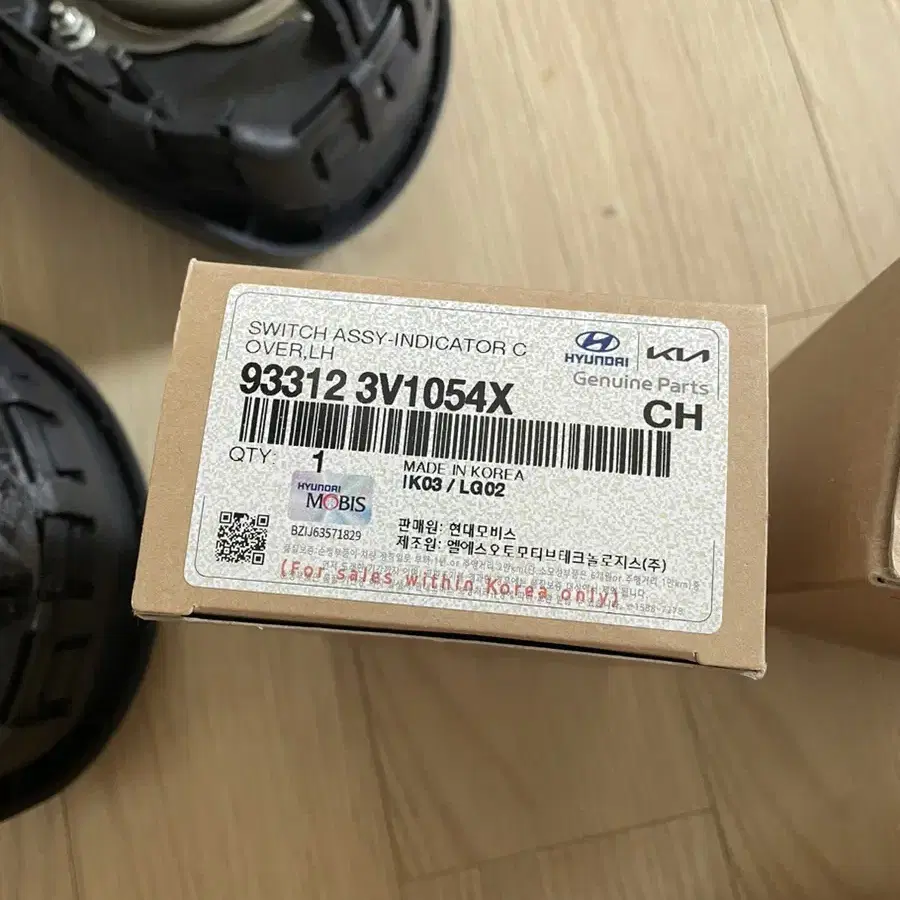 SWITCH ASSY-INDICATOR C
OVER,LH
HYUNDAI KIA
Genuine Parts
93312 3V1054X
CH
QTY: 1
MADE IN KOREA
IK03 / LG02
HYUNDAI
MOBIS
BZIJ63571829
판매원: 현대모비스
제조원: 엘에스오토모티브테크놀로지스(주)
(For sales within Korea only)